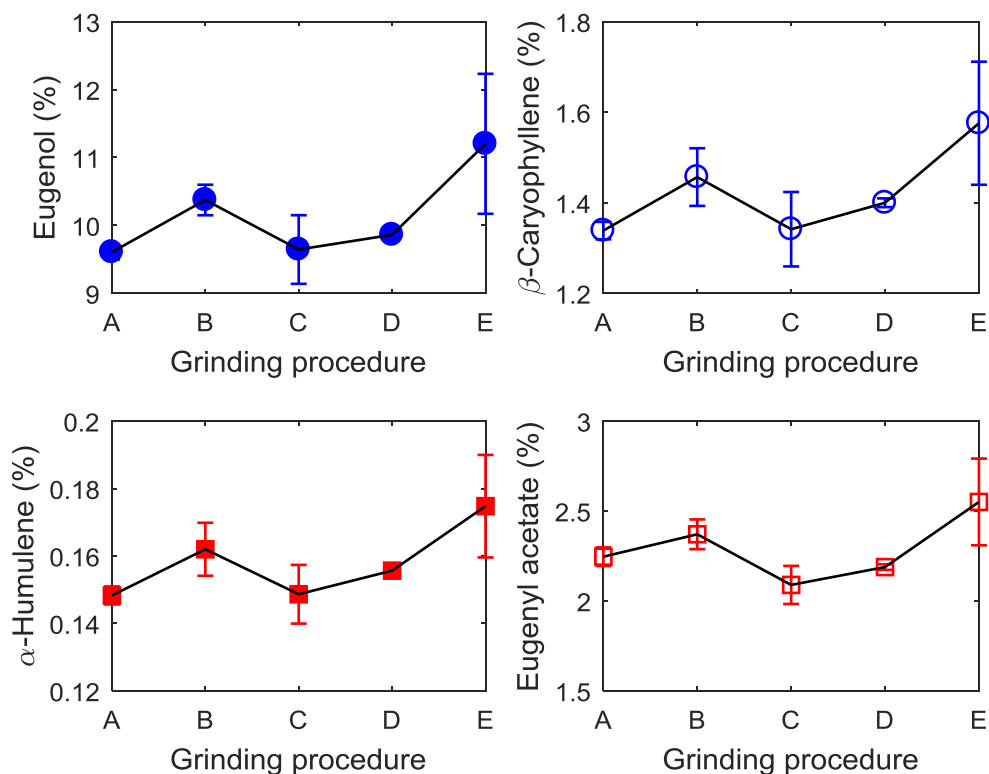 Eugenol (%)
13
12
11
10
9
A B C D E
Grinding procedure
β-Caryophyllene (%)
1.8
1.6
1.4
1.2
A B C D E
Grinding procedure
α-Humulene (%)
0.2
0.18
0.16
0.14
0.12
A B C D E
Grinding procedure
Eugenyl acetate (%)
3
2.5
2
1.5
A B C D E
Grinding procedure